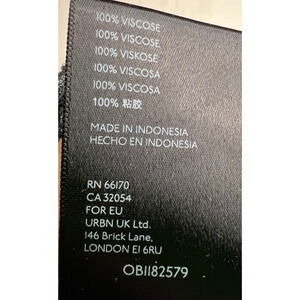 100% VISCOSE
100% VISCOSE
100% VISKOSE
100% VISCOSA
100% VISCOSA
100% 粘胶
MADE IN INDONESIA
HECHO EN INDONESIA
RN 66170
CA 32054
FOR EU
URBN UK Ltd.
146 Brick Lane,
LONDON E1 6RU
OB1182579